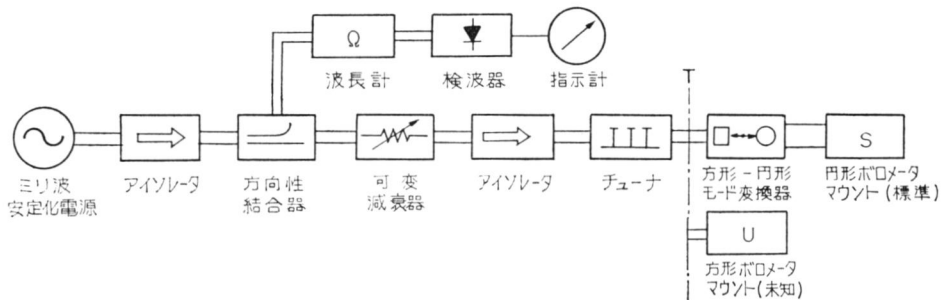 Ω
波長計
検波器
指示計
T
ミリ波
安定化電源
アイソレータ
方向性
結合器
可変
減衰器
アイソレータ
チューナ
方形-円形
モード変換器
S
円形ボロメータ
マウント(標準)
U
方形ボロメータ
マウント(未知)